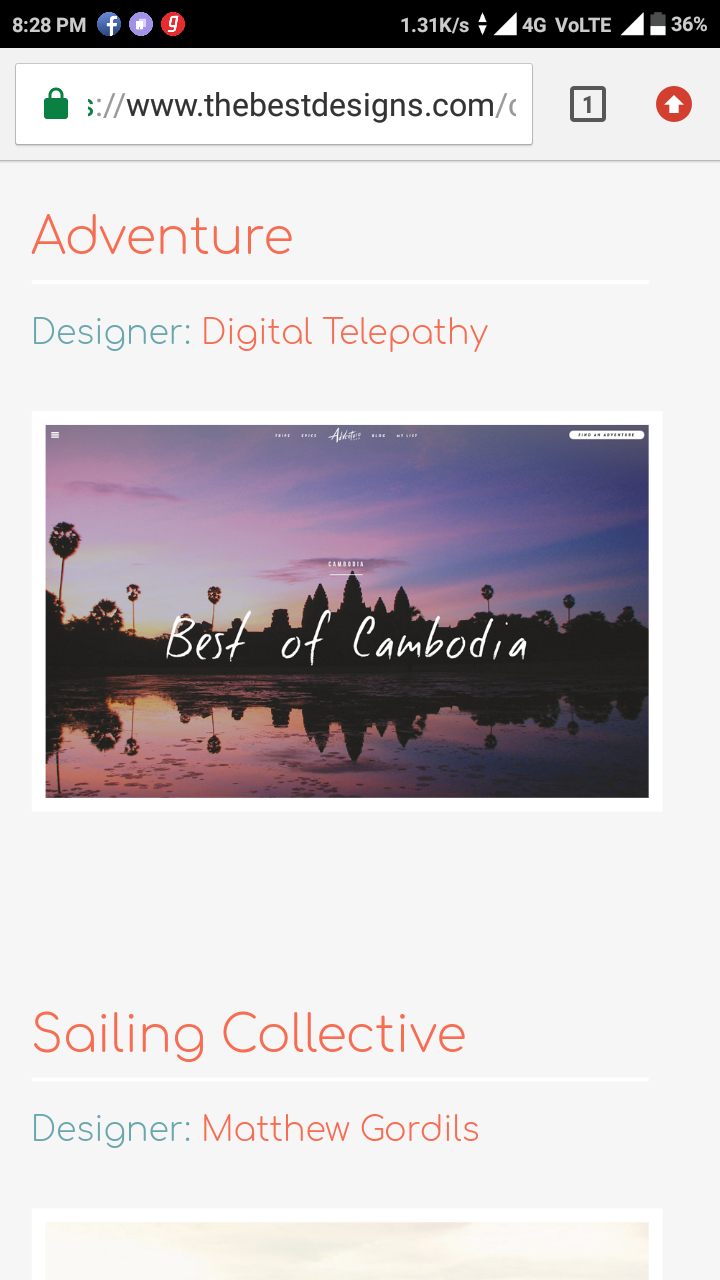 8:28 PM 1.31K/s 4G VoLTE 36%
s://www.thebestdesigns.com/
1
Adventure
Designer: Digital Telepathy
TRIPS EPICS Adventure BLOG MY LIST FIND AN ADVENTURE
CAMBODIA
Best of Cambodia
Sailing Collective
Designer: Matthew Gordils